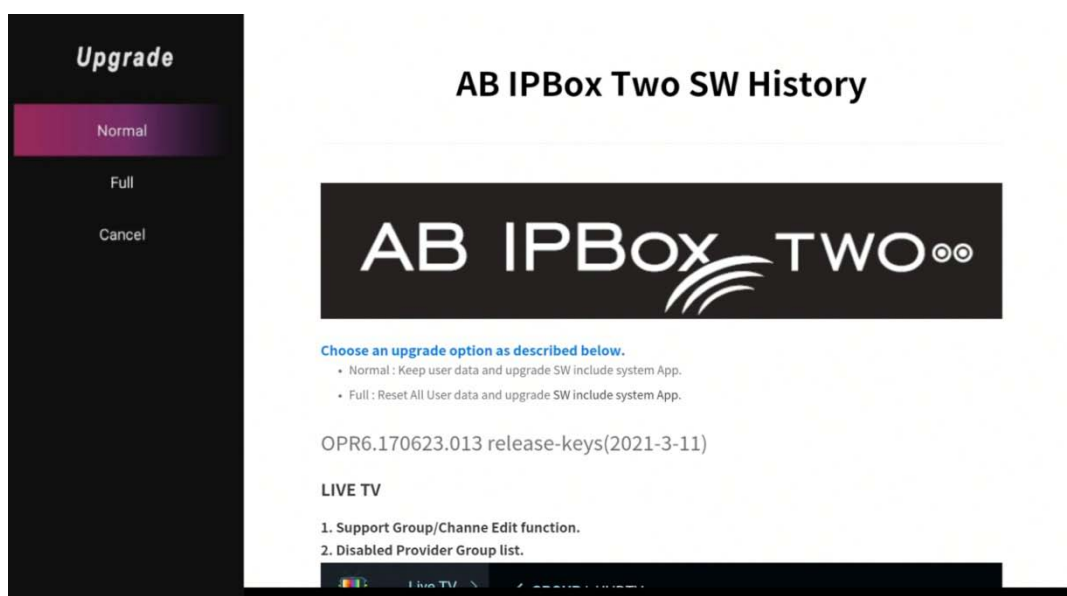 Upgrade
Normal
Full
Cancel
AB IPBox Two SW History
AB IPBox TWO
Choose an upgrade option as described below.
• Normal : Keep user data and upgrade SW include system App.
• Full : Reset All User data and upgrade SW include system App.
OPR6.170623.013 release-keys(2021-3-11)
LIVE TV
1. Support Group/Channe Edit function.
2. Disabled Provider Group list.
Live TV >